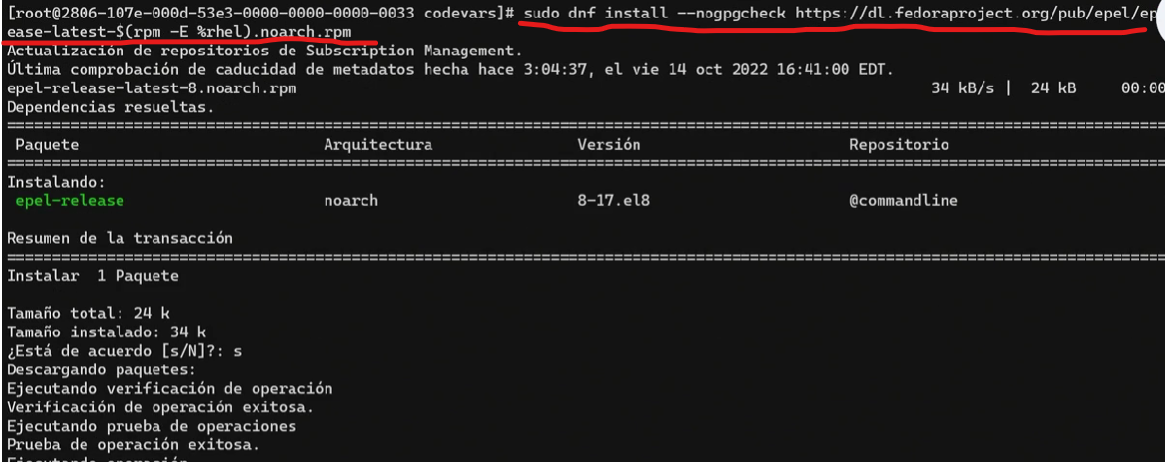 [root@2806-107e-000d-53e3-0000-0000-0000-0033 codevars]# sudo dnf install --nogpgcheck https://dl.fedoraproject.org/pub/epel/ep
ease-latest-$(rpm -E %rhel).noarch.rpm
Actualización de repositorios de Subscription Management.
Última comprobación de caducidad de metadatos hecha hace 3:04:37, el vie 14 oct 2022 16:41:00 EDT.
epel-release-latest-8.noarch.rpm 34 kB/s | 24 kB 00:00
Dependencias resueltas.
Paquete Arquitectura Versión Repositorio
Instalando:
epel-release noarch 8-17.el8 @commandline
Resumen de la transacción
Instalar 1 Paquete
Tamaño total: 24 k
Tamaño instalado: 34 k
¿Está de acuerdo [s/N]?: s
Descargando paquetes:
Ejecutando verificación de operación
Verificación de operación exitosa.
Ejecutando prueba de operaciones
Prueba de operación exitosa.